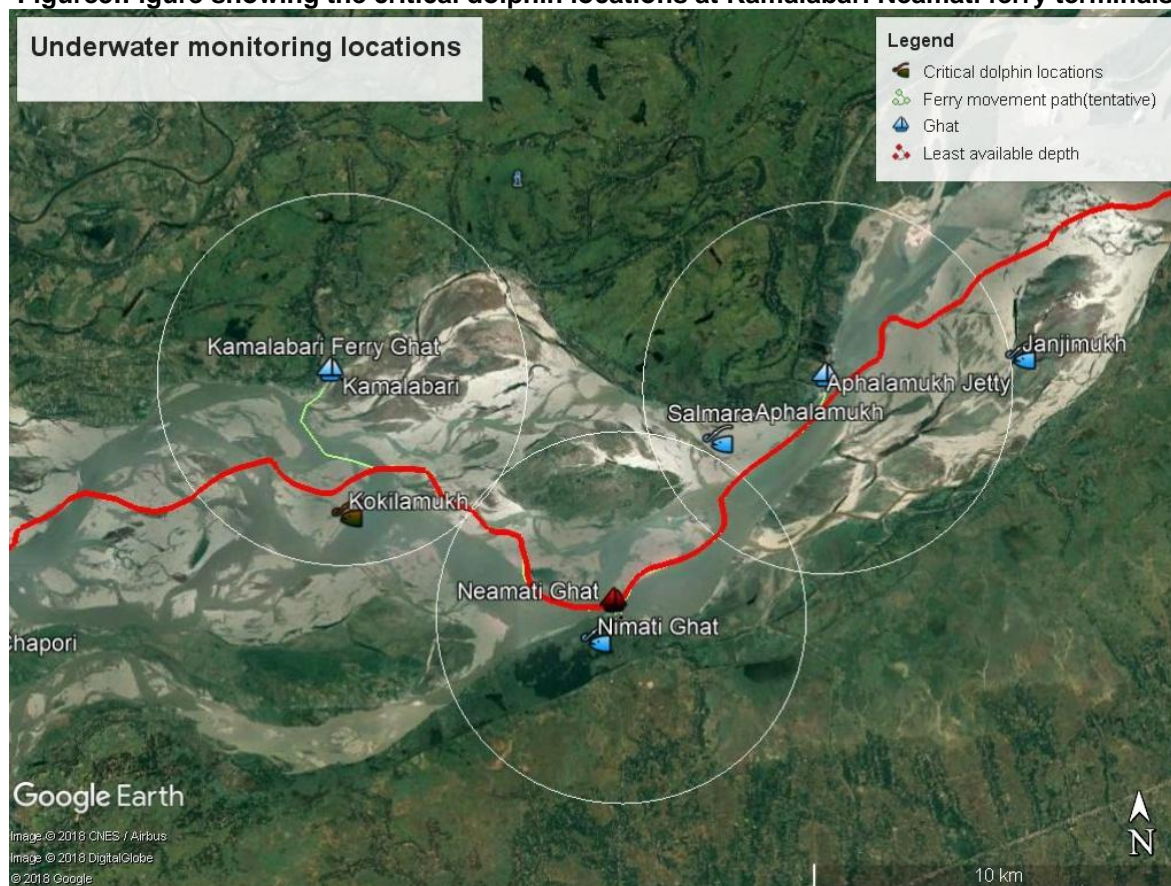 Figure9.Figure showing the critical dolphin locations at Kamalabari-Neamati ferry terminals
Underwater monitoring locations
Legend
Critical dolphin locations
Ferry movement path(tentative)
Ghat
Least available depth
Kamalabari Ferry Ghat
Kamalabari
Janjimukh
Aphalamukh Jetty
Salmara
Aphalamukh
Kokilamukh
Neamati Ghat
Nimati Ghat
hapori
Google Earth
Image © 2018 CNES / Airbus
Image © 2018 DigitalGlobe
© 2018 Google
N
10 km